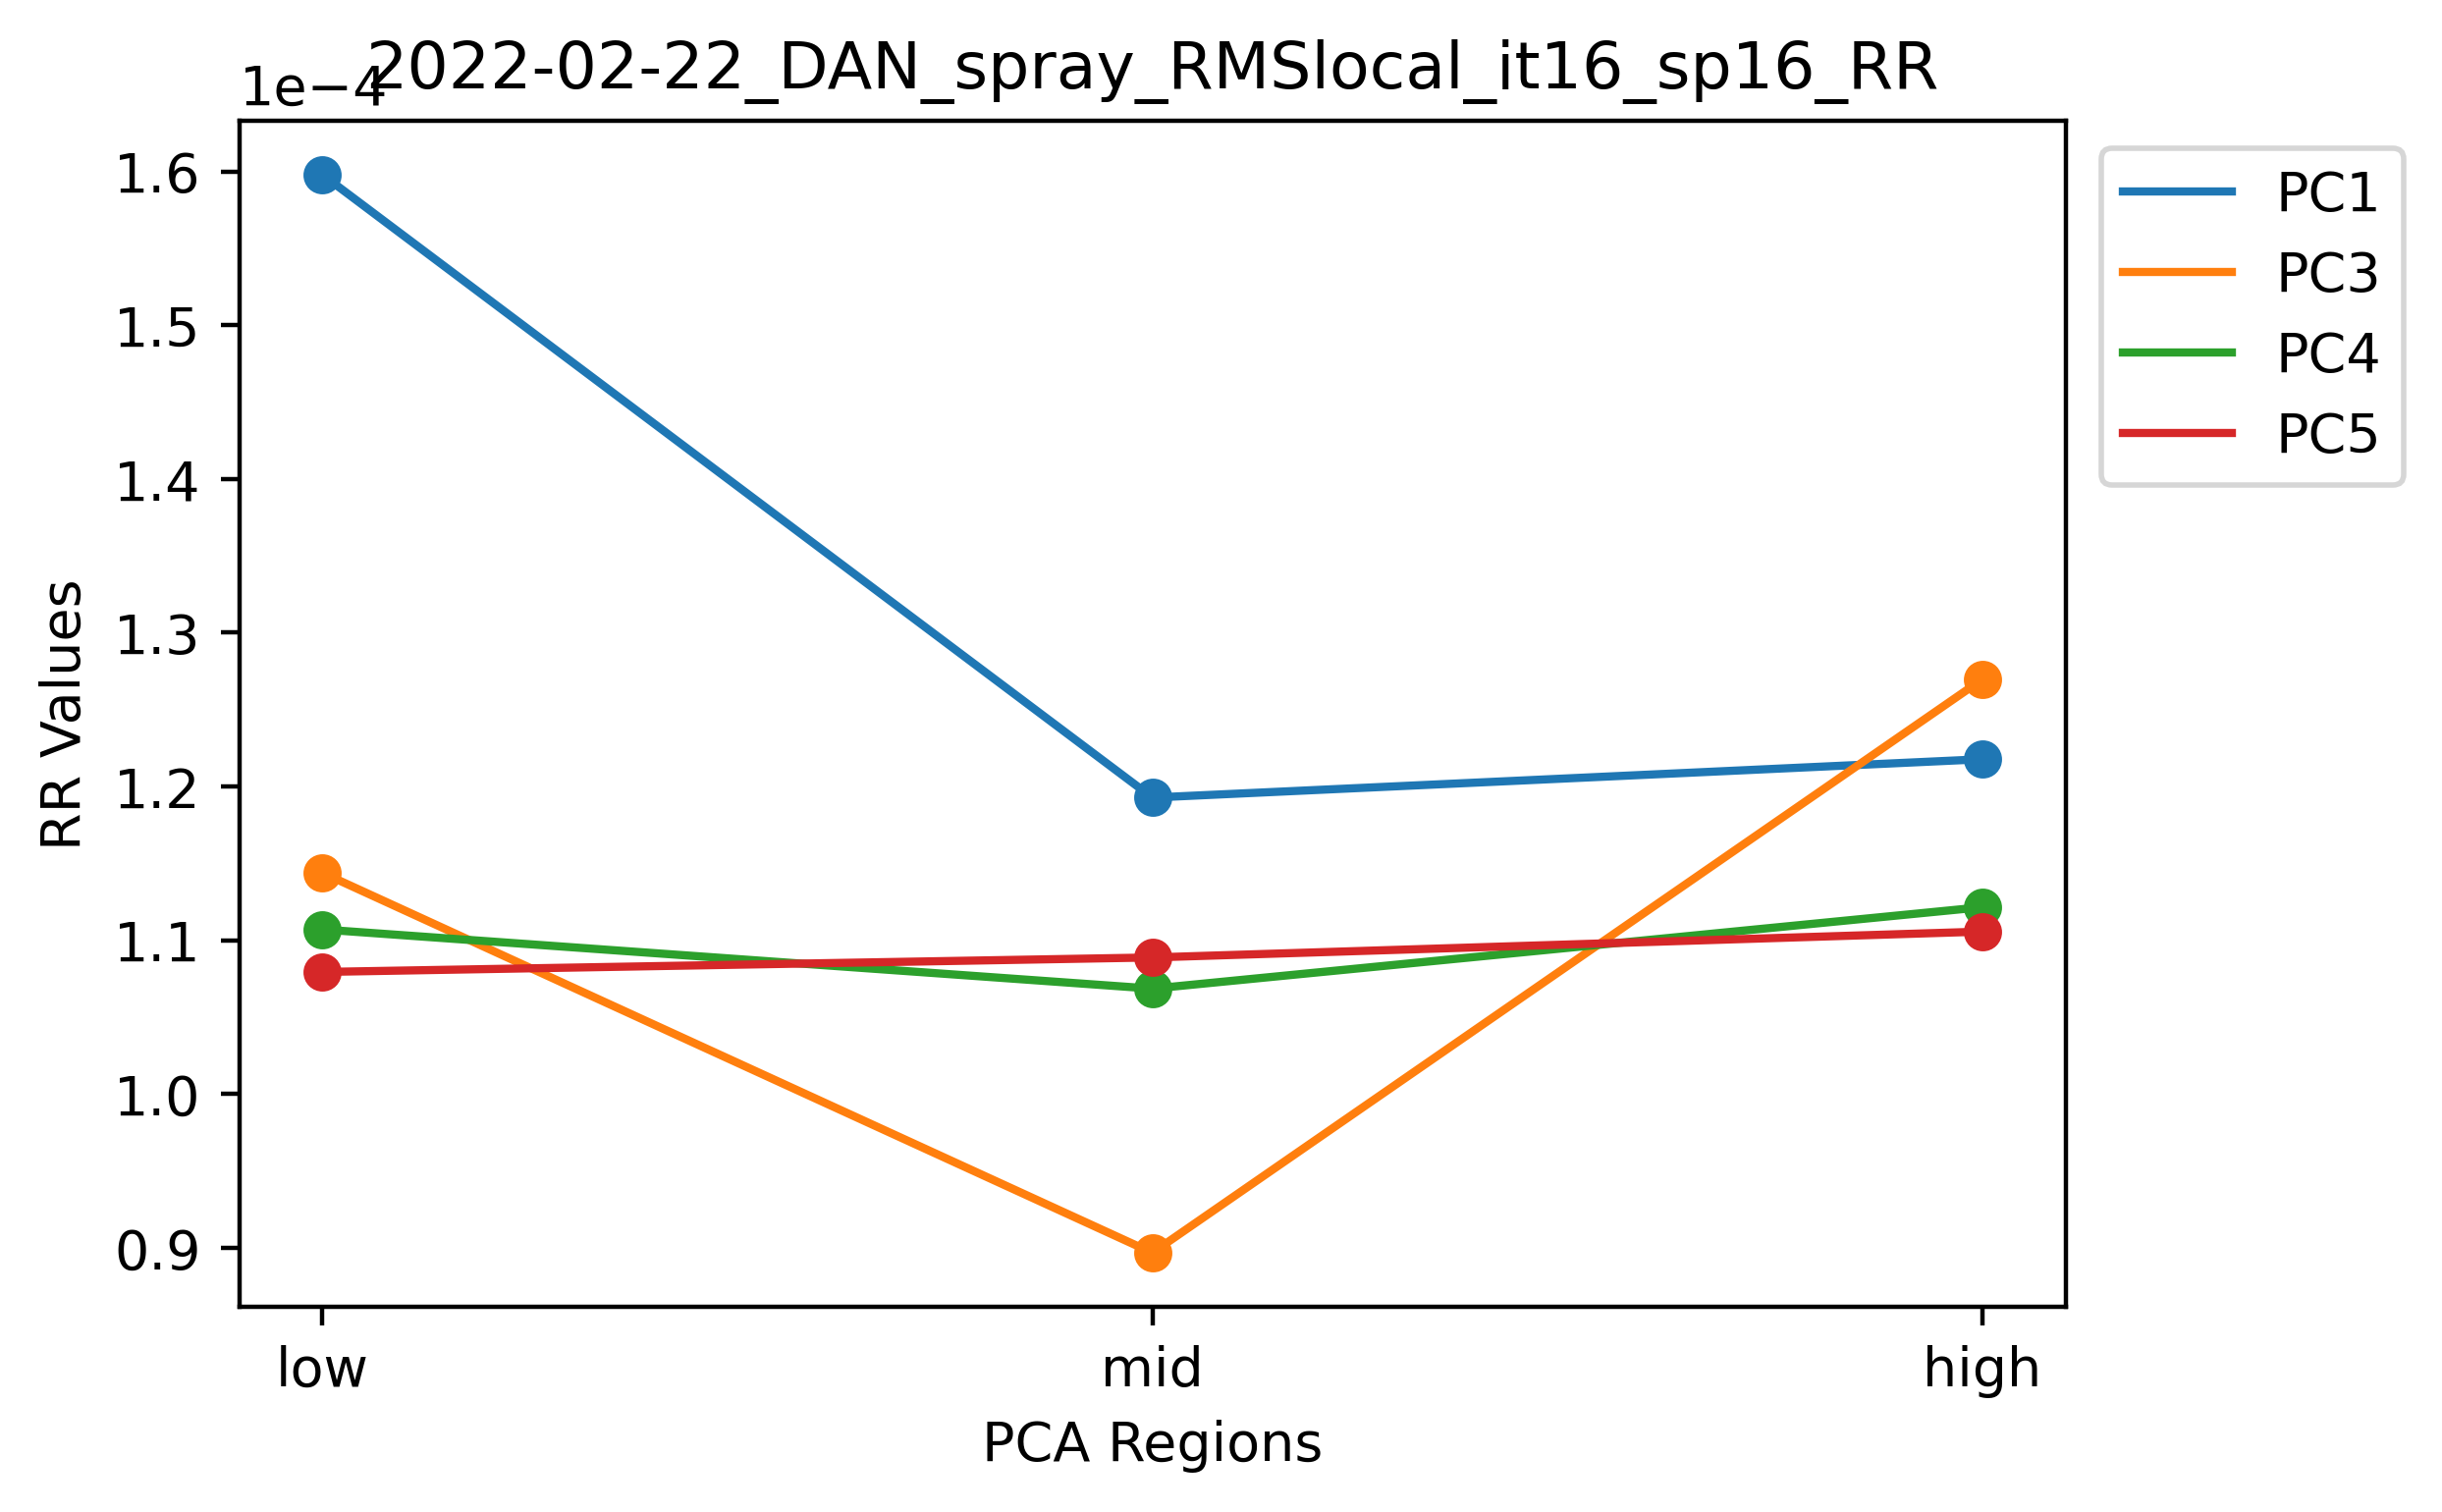 1e−4
2022-02-22_DAN_spray_RMSlocal_it16_sp16_RR
1.6
1.5
1.4
1.3
1.2
1.1
1.0
0.9
RR Values
low
mid
high
PCA Regions
PC1
PC3
PC4
PC5